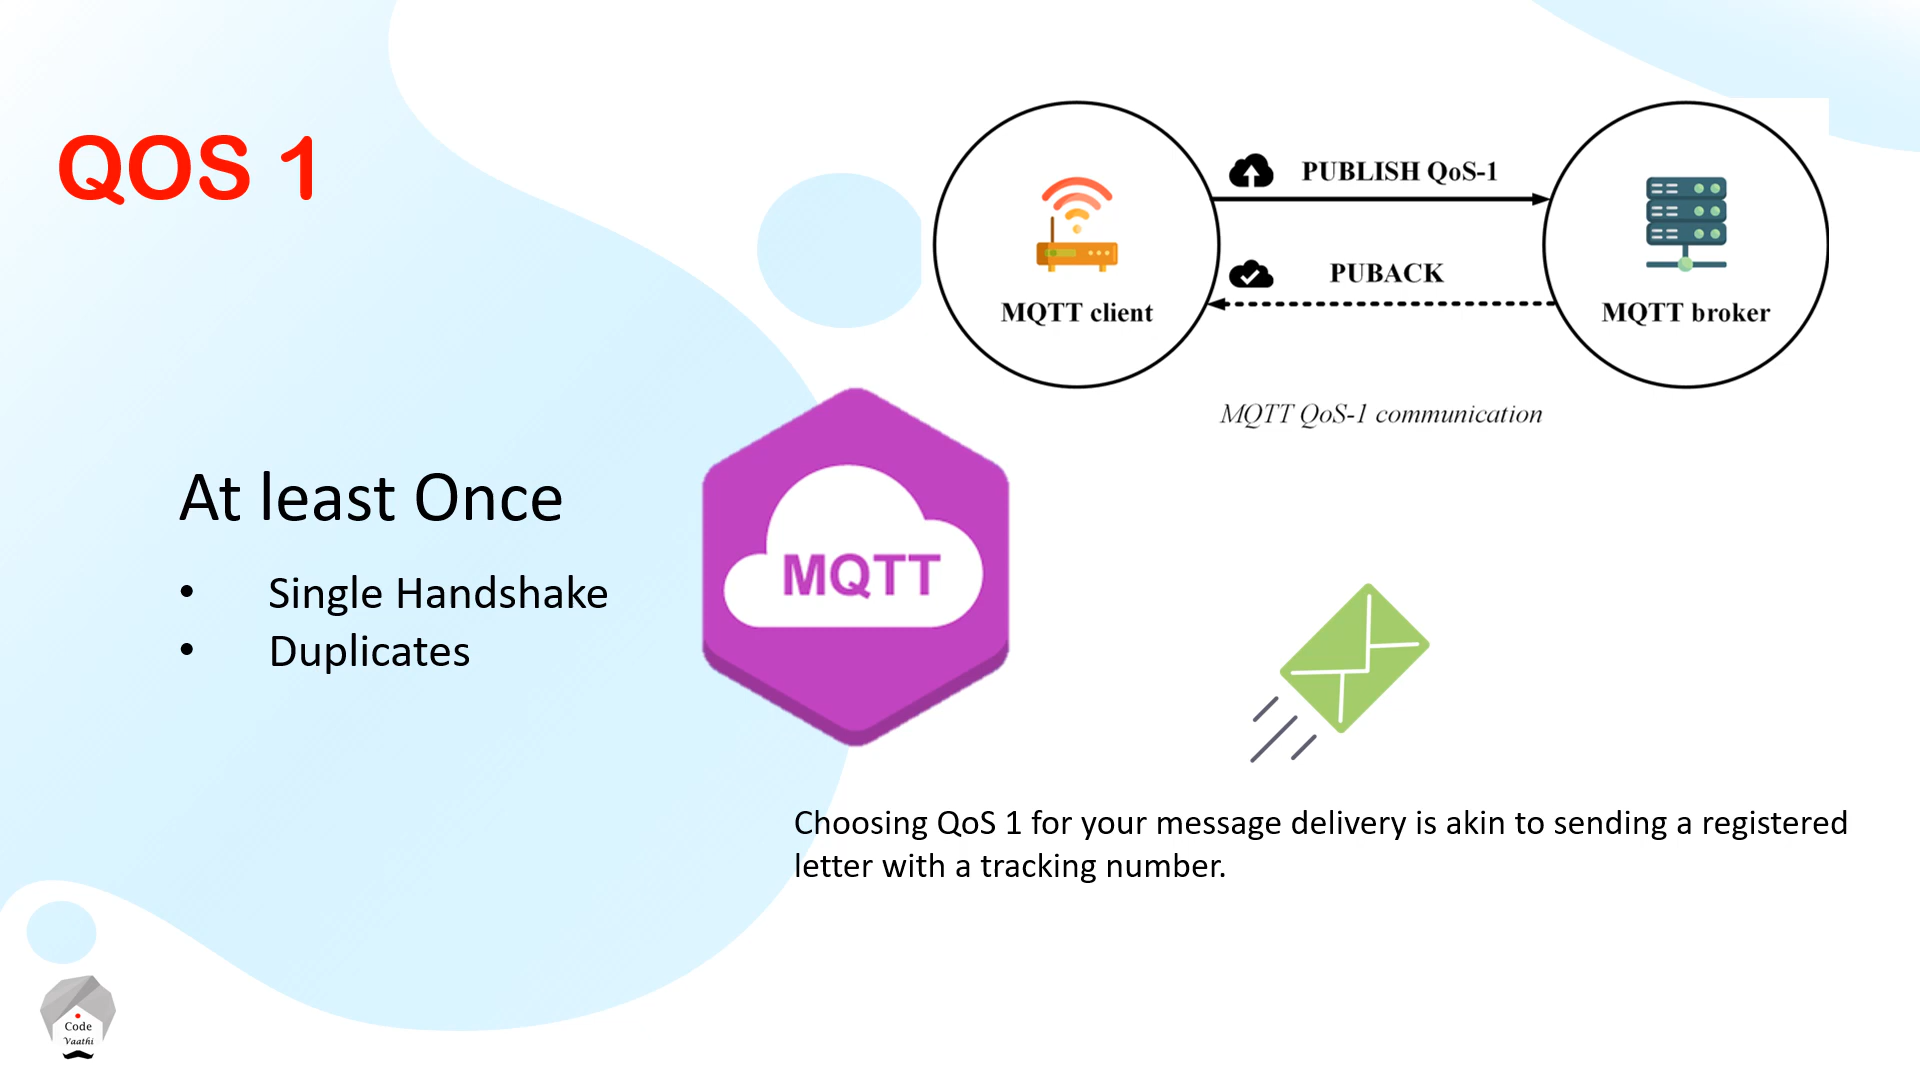 QOS 1
PUBLISH QoS-1
PUBACK
MQTT client
MQTT broker
MQTT QoS-1 communication
At least Once
• Single Handshake
• Duplicates
MQTT
Choosing QoS 1 for your message delivery is akin to sending a registered
letter with a tracking number.
Code
Vaathi